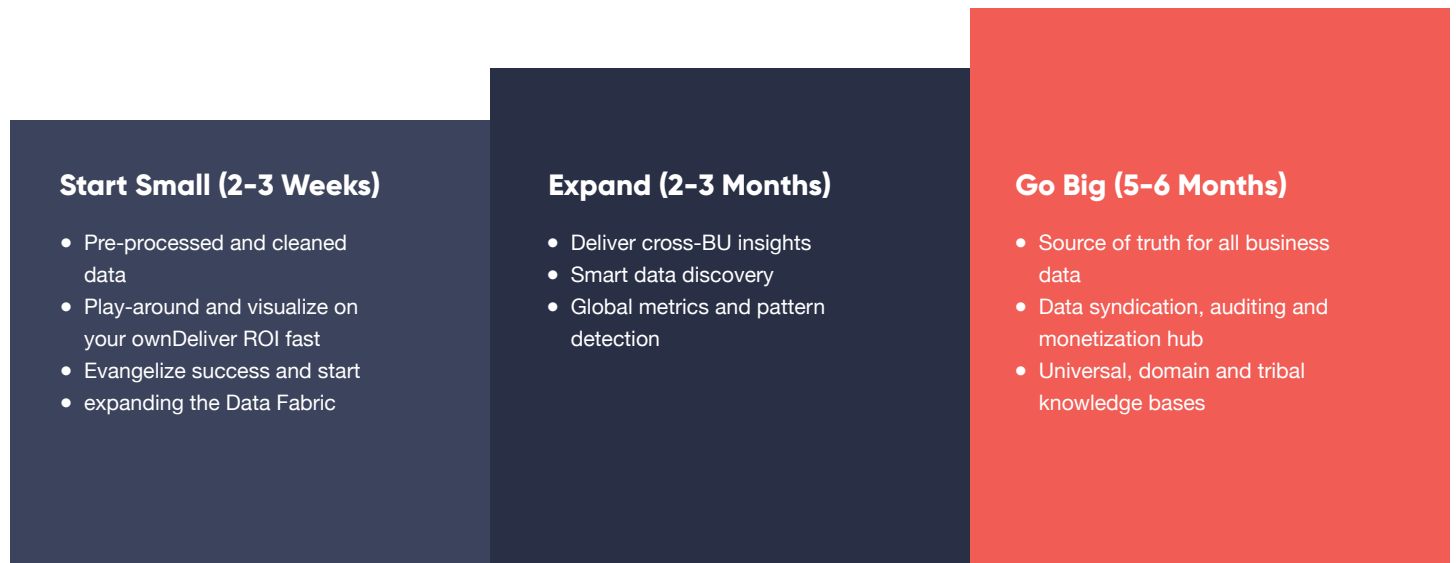 Start Small (2-3 Weeks)
• Pre-processed and cleaned
data
• Play-around and visualize on
your ownDeliver ROI fast
• Evangelize success and start
• expanding the Data Fabric
Expand (2-3 Months)
• Deliver cross-BU insights
• Smart data discovery
• Global metrics and pattern
detection
Go Big (5-6 Months)
• Source of truth for all business
data
• Data syndication, auditing and
monetization hub
• Universal, domain and tribal
knowledge bases